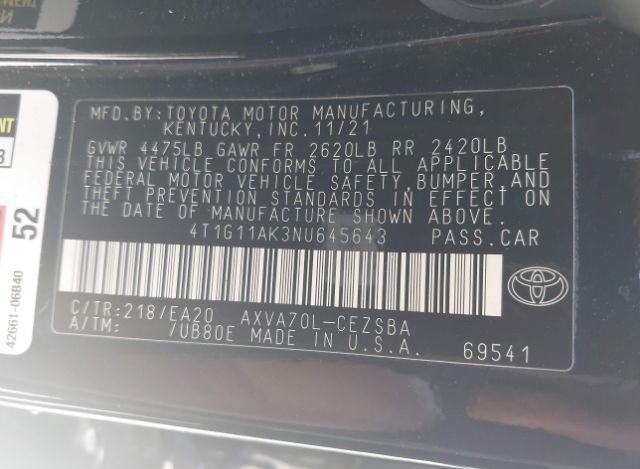 MFD.BY:TOYOTA MOTOR MANUFACTURING,
KENTUCKY,INC.11/21
GVWR 4475LB GAWR FR 2620LB RR 2420LB
THIS VEHICLE CONFORMS TO ALL APPLICABLE
FEDERAL MOTOR VEHICLE SAFETY,BUMPER,AND
THEFT PREVENTION STANDARDS IN EFFECT ON
THE DATE OF MANUFACTURE SHOWN ABOVE.
4T1G11AK3NU645643 PASS.CAR
C/TR:218/EA20 AXVA70L-CEZSBA
A/TM: /UB80E MADE IN U.S.A.
69541
52
42661-06B40